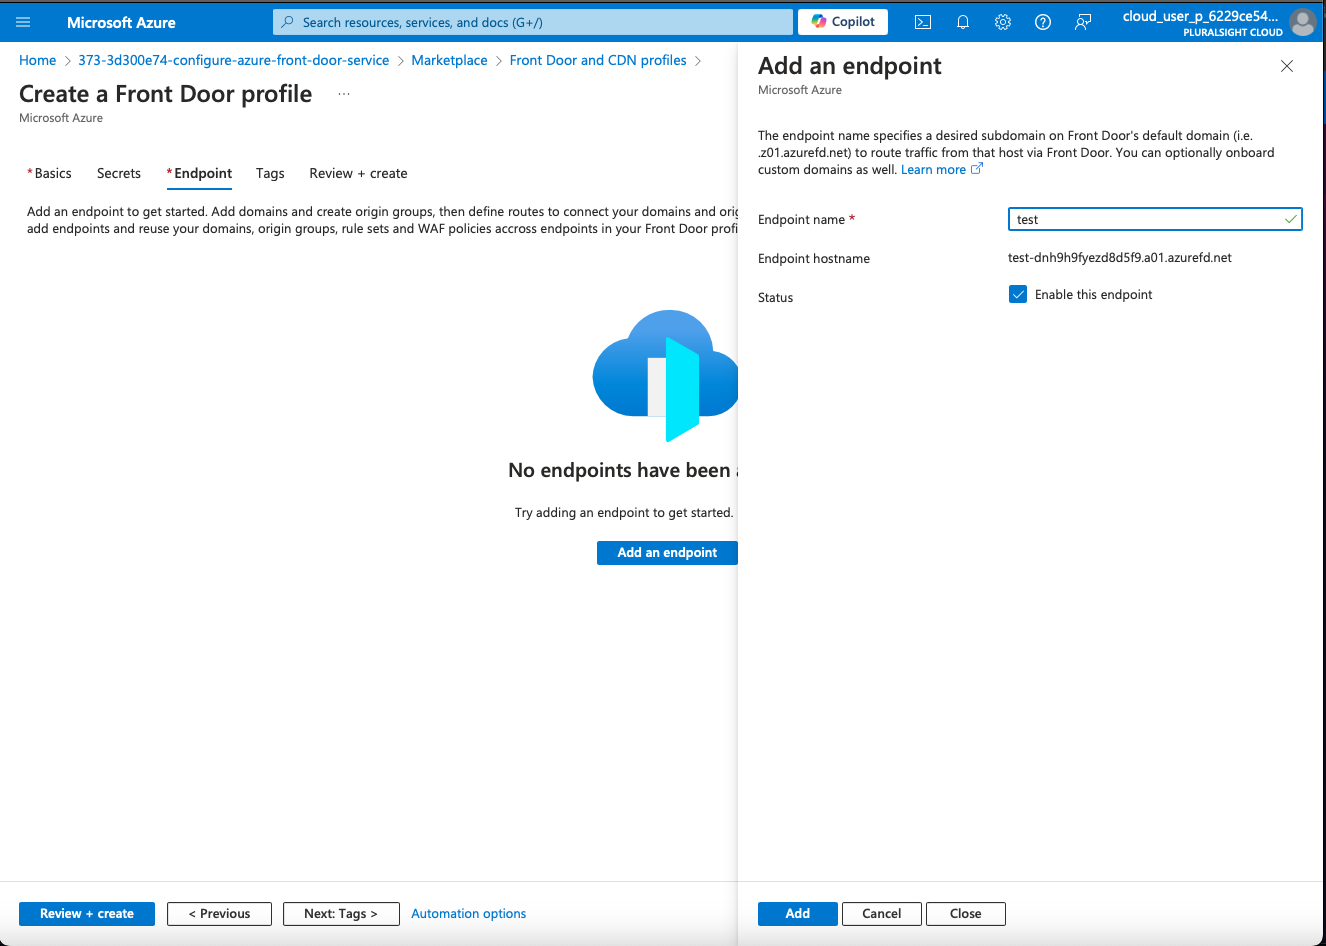 Microsoft Azure
Search resources, services, and docs (G+/)
Copilot
cloud_user_p_6229ce54...
PLURALSIGHT CLOUD
Home > 373-3d300e74-configure-azure-front-door-service > Marketplace > Front Door and CDN profiles >
Create a Front Door profile ...
Microsoft Azure
* Basics Secrets * Endpoint Tags Review + create
Add an endpoint to get started. Add domains and create origin groups, then define routes to connect your domains and
add endpoints and reuse your domains, origin groups, rule sets and WAF policies accross endpoints in your Front Door
No endpoints have been
Try adding an endpoint to get started.
Add an endpoint
Review + create
< Previous
Next: Tags >
Automation options
Add an endpoint
Microsoft Azure
The endpoint name specifies a desired subdomain on Front Door's default domain (i.e.
.z01.azurefd.net) to route traffic from that host via Front Door. You can optionally onboard
custom domains as well. Learn more
Endpoint name *
test
Endpoint hostname
test-dnh9h9fyezd8d5f9.a01.azurefd.net
Status
Enable this endpoint
Add
Cancel
Close